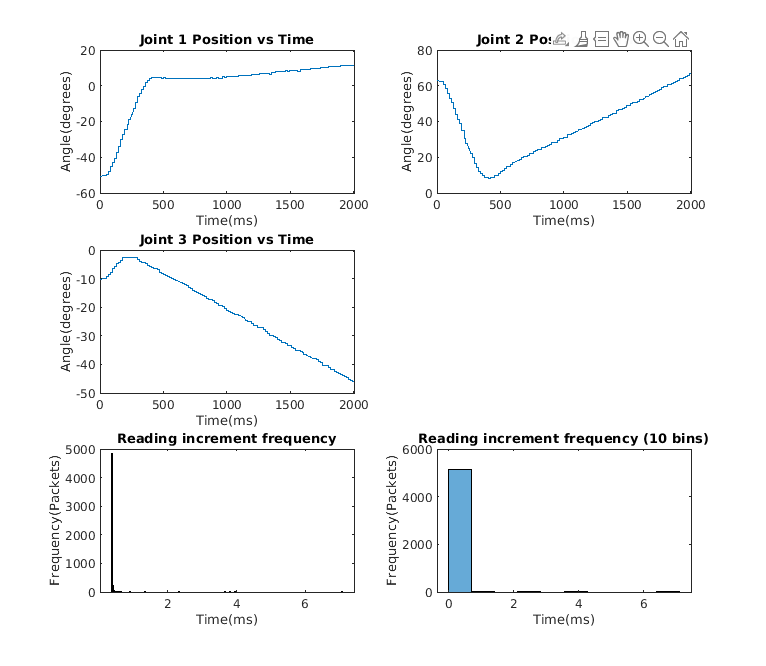 Joint 1 Position vs Time
20
0
-20
-40
-60
Angle(degrees)
0 500 1000 1500 2000
Time(ms)
Joint 2
80
60
40
20
0
Angle(degrees)
0 500 1000 1500 2000
Time(ms)
Joint 3 Position vs Time
0
-10
-20
-30
-40
-50
Angle(degrees)
0 500 1000 1500 2000
Time(ms)
Reading increment frequency
5000
4000
3000
2000
1000
0
Frequency(Packets)
2 4 6
Time(ms)
Reading increment frequency (10 bins)
6000
4000
2000
0
Frequency(Packets)
0 2 4 6
Time(ms)